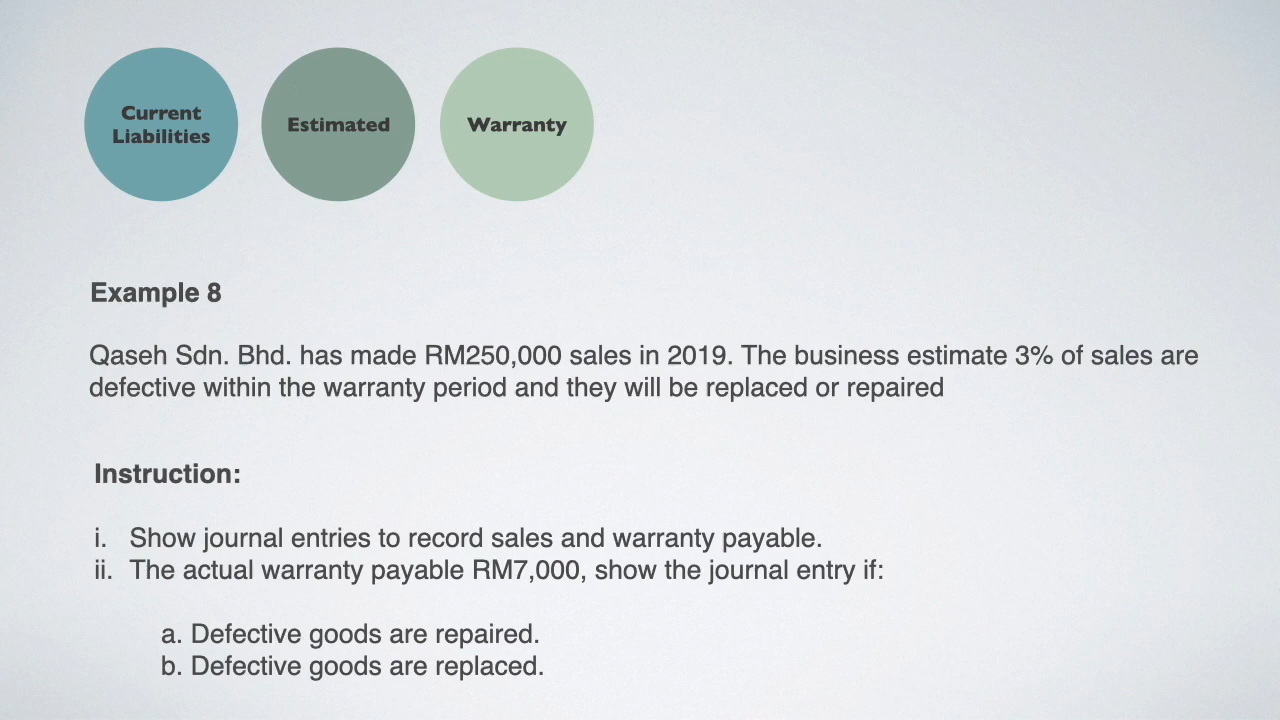 Current
Liabilities
Estimated
Warranty
Example 8
Qaseh Sdn. Bhd. has made RM250,000 sales in 2019. The business estimate 3% of sales are
defective within the warranty period and they will be replaced or repaired
Instruction:
i. Show journal entries to record sales and warranty payable.
ii. The actual warranty payable RM7,000, show the journal entry if:
a. Defective goods are repaired.
b. Defective goods are replaced.